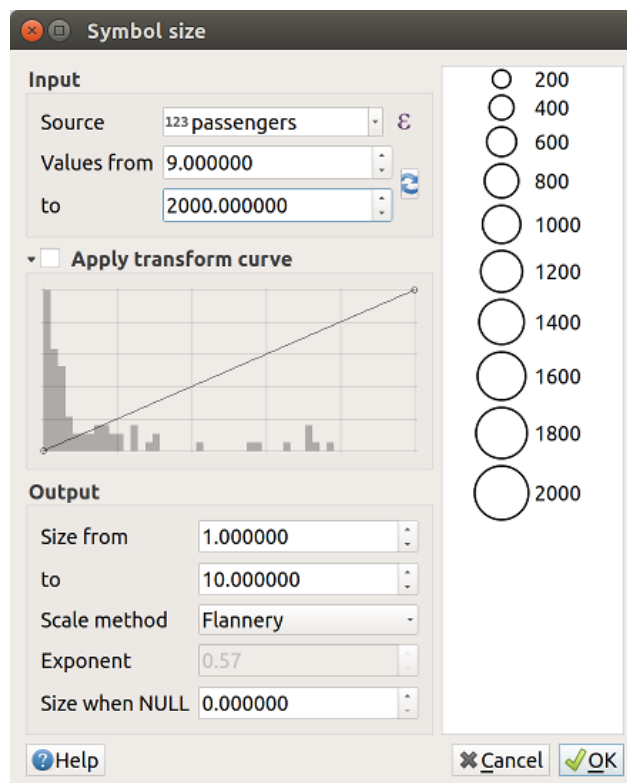 Symbol size
Input
Source 123 passengers ε
Values from 9.000000
to 2000.000000
Apply transform curve
Output
Size from 1.000000
to 10.000000
Scale method Flannery
Exponent 0.57
Size when NULL 0.000000
Help
200
400
600
800
1000
1200
1400
1600
1800
2000
Cancel OK